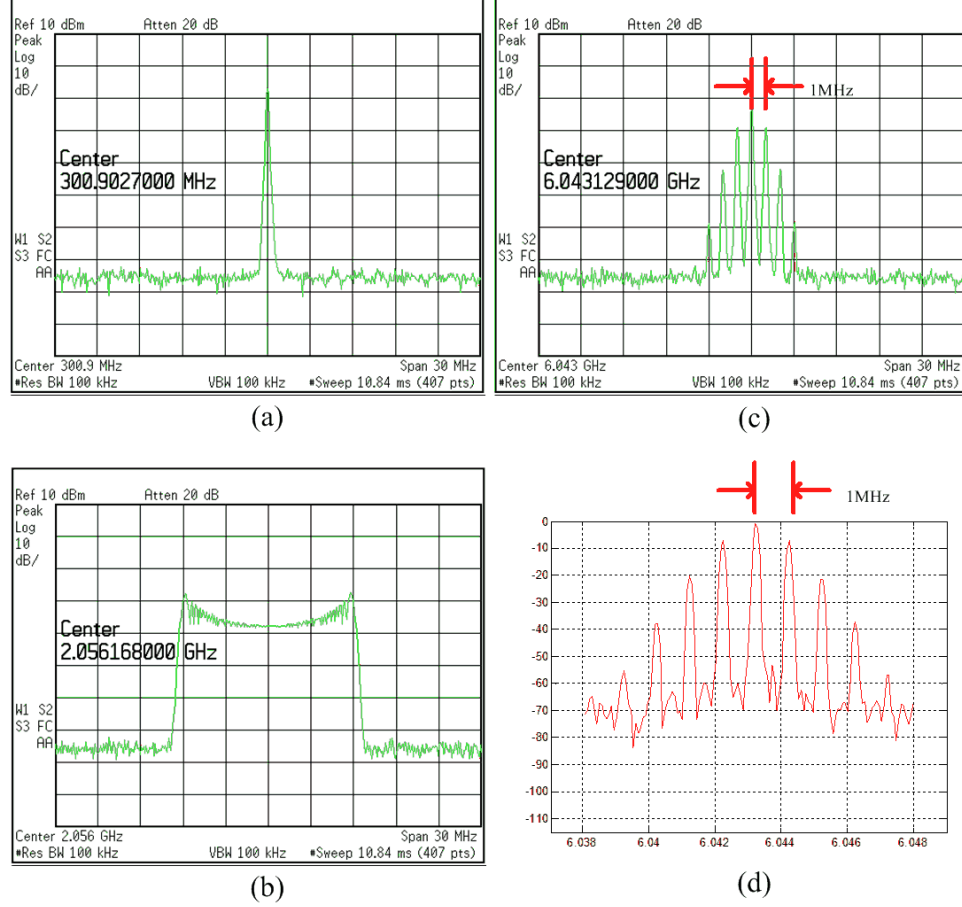 Ref 10 dBm Atten 20 dB
Peak
Log
10
dB/
Center
300.9027000 MHz
W1 S2
S3 FC
AA
Center 300.9 MHz Span 30 MHz
*Res BW 100 kHz VBW 100 kHz *Sweep 10.84 ms (407 pts)
(a)
Ref 10 dBm Atten 20 dB
Peak
Log
10
dB/
1MHz
Center
6.043129000 GHz
W1 S2
S3 FC
AA
Center 6.043 GHz Span 30 MHz
*Res BW 100 kHz VBW 100 kHz *Sweep 10.84 ms (407 pts)
(c)
Ref 10 dBm Atten 20 dB
Peak
Log
10
dB/
Center
2.056168000 GHz
W1 S2
S3 FC
AA
Center 2.056 GHz Span 30 MHz
*Res BW 100 kHz VBW 100 kHz *Sweep 10.84 ms (407 pts)
(b)
1MHz
0
-10
-20
-30
-40
-50
-60
-70
-80
-90
-100
-110
6.038 6.04 6.042 6.044 6.046 6.048
(d)